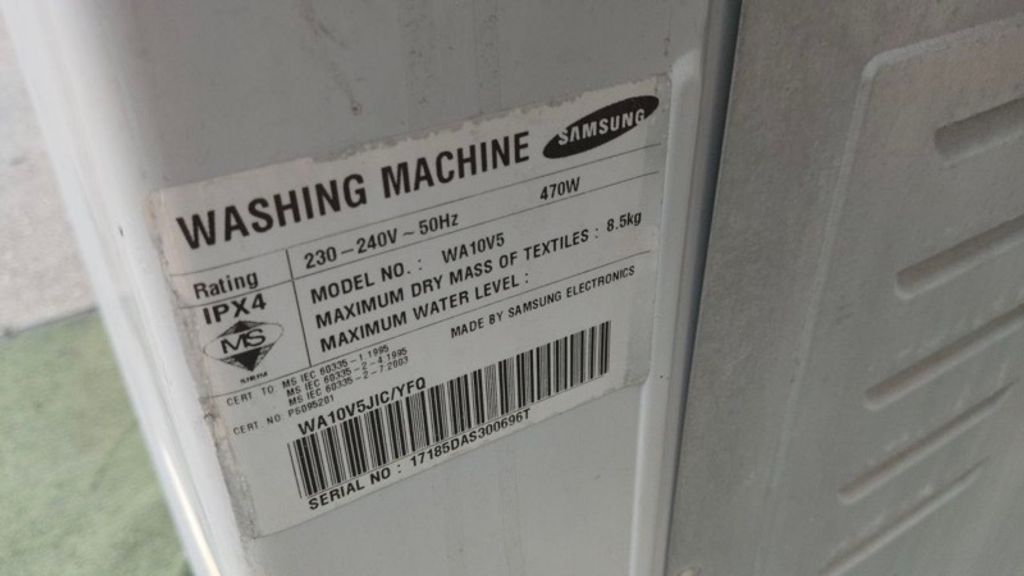 WASHING MACHINE SAMSUNG
Rating 230-240V~50Hz 470W
IPX4
MODEL NO. : WA10V5
MAXIMUM DRY MASS OF TEXTILES : 8.5kg
MAXIMUM WATER LEVEL :
MS
MADE BY SAMSUNG ELECTRONICS
CERT TO MS IEC 60335-1.1995
MS IEC 60335-2-4.1995
MS IEC 60335-2-7.2003
CERT. NO PS095201
WA10V5JIC/YFQ
SERIAL NO : 17185DAS300696T